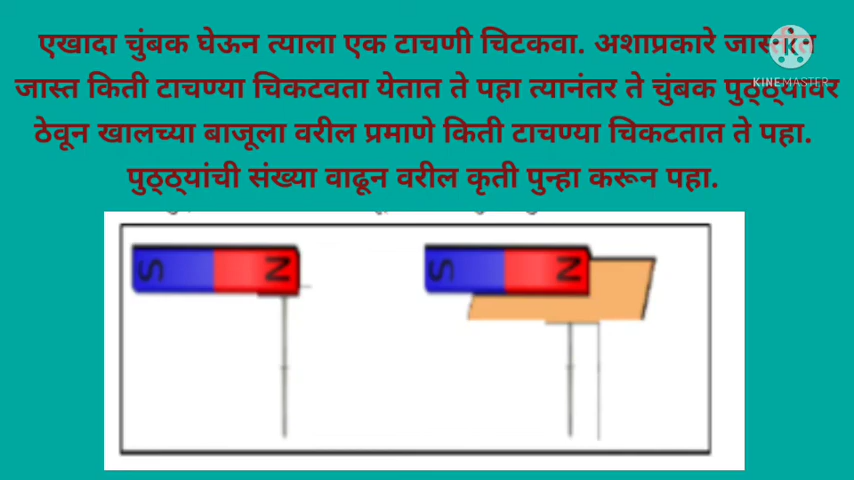 एखादा चुंबक घेऊन त्याला एक टाचणी चिटकवा. अशाप्रकारे
जास्त किती टाचण्या चिकटवता येतात ते पहा त्यानंतर ते चुंबक पुठ्ठ्यावर
ठेवून खालच्या बाजूला वरील प्रमाणे किती टाचण्या चिकटतात ते पहा.
पुठ्ठ्यांची संख्या वाढून वरील कृती पुन्हा करून पहा.
K
KINEMASTER
S N
S N